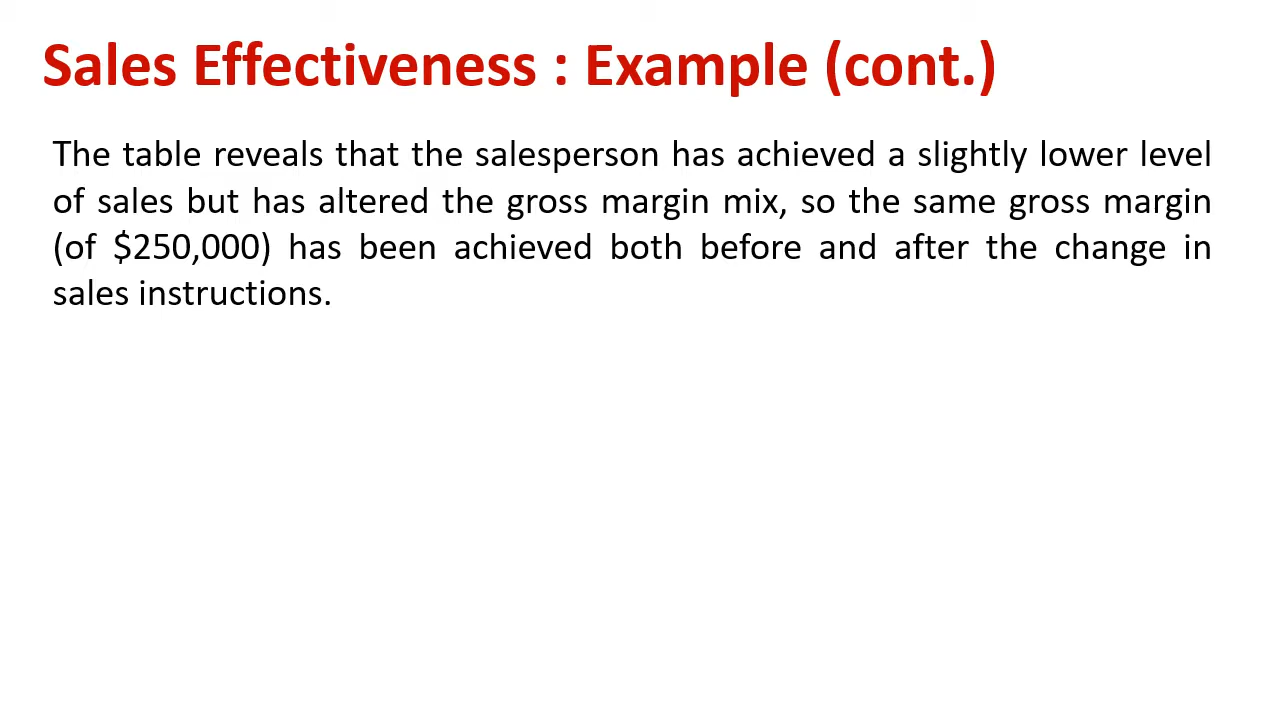 Sales Effectiveness : Example (cont.)
The table reveals that the salesperson has achieved a slightly lower level
of sales but has altered the gross margin mix, so the same gross margin
(of $250,000) has been achieved both before and after the change in
sales instructions.